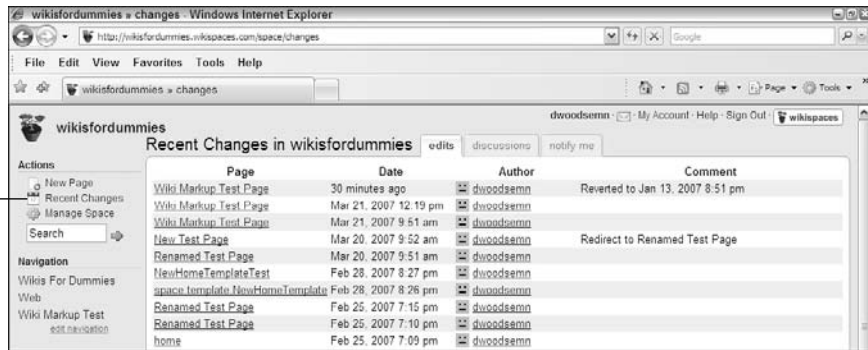 wikisfordummies » changes - Windows Internet Explorer
http://wikisfordummies.wikispaces.com/space/changes
Google
File Edit View Favorites Tools Help
wikisfordummies » changes
Page Tools
dwoodsemn · My Account · Help · Sign Out · wikispaces
wikisfordummies
Recent Changes in wikisfordummies edits discussions notify me
Actions
New Page
Recent Changes
Manage Space
Search
Navigation
Wikis For Dummies
Web
Wiki Markup Test
edit navigation
Page Date Author Comment
Wiki Markup Test Page 30 minutes ago dwoodsemn Reverted to Jan 13, 2007 8:51 pm
Wiki Markup Test Page Mar 21, 2007 12:19 pm dwoodsemn
Wiki Markup Test Page Mar 21, 2007 9:51 am dwoodsemn
New Test Page Mar 20, 2007 9:52 am dwoodsemn Redirect to Renamed Test Page
Renamed Test Page Mar 20, 2007 9:51 am dwoodsemn
NewHomeTemplateTest Feb 28, 2007 8:27 pm dwoodsemn
space.template.NewHomeTemplate Feb 28, 2007 8:26 pm dwoodsemn
Renamed Test Page Feb 25, 2007 7:15 pm dwoodsemn
Renamed Test Page Feb 25, 2007 7:10 pm dwoodsemn
home Feb 25, 2007 7:09 pm dwoodsemn